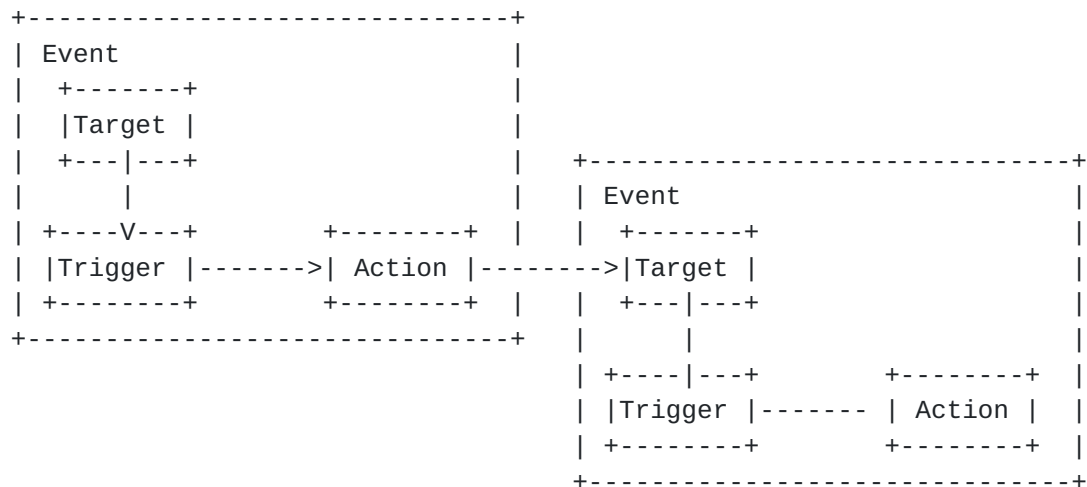 Event
Target
Event
Trigger Action Target
Trigger Action